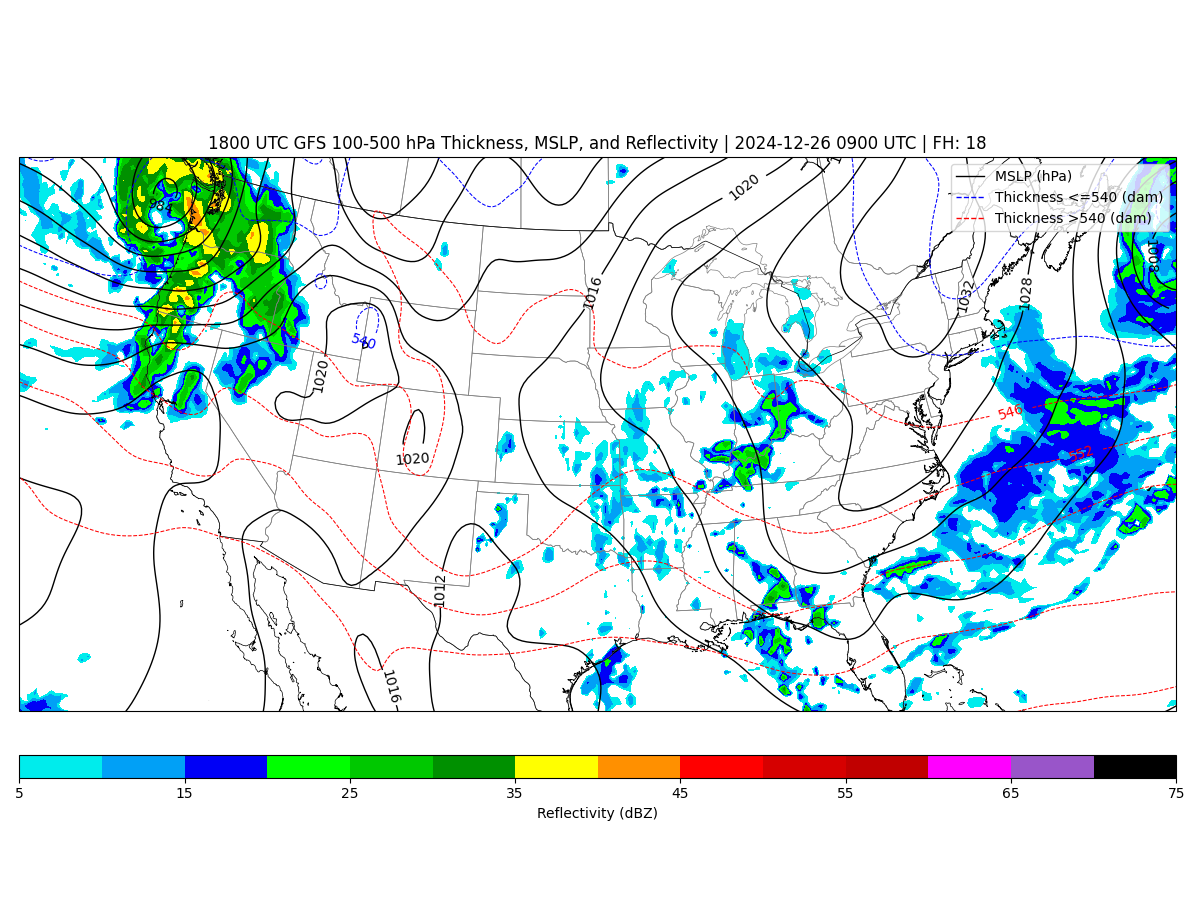 1800 UTC GFS 100-500 hPa Thickness, MSLP, and Reflectivity | 2024-12-26 0900 UTC | FH: 18
MSLP (hPa)
Thickness <=540 (dam)
Thickness >540 (dam)
1020
984
1008
1016
1032
1028
540
1020
546
1020
552
1012
1016
5 15 25 35 45 55 65 75
Reflectivity (dBZ)